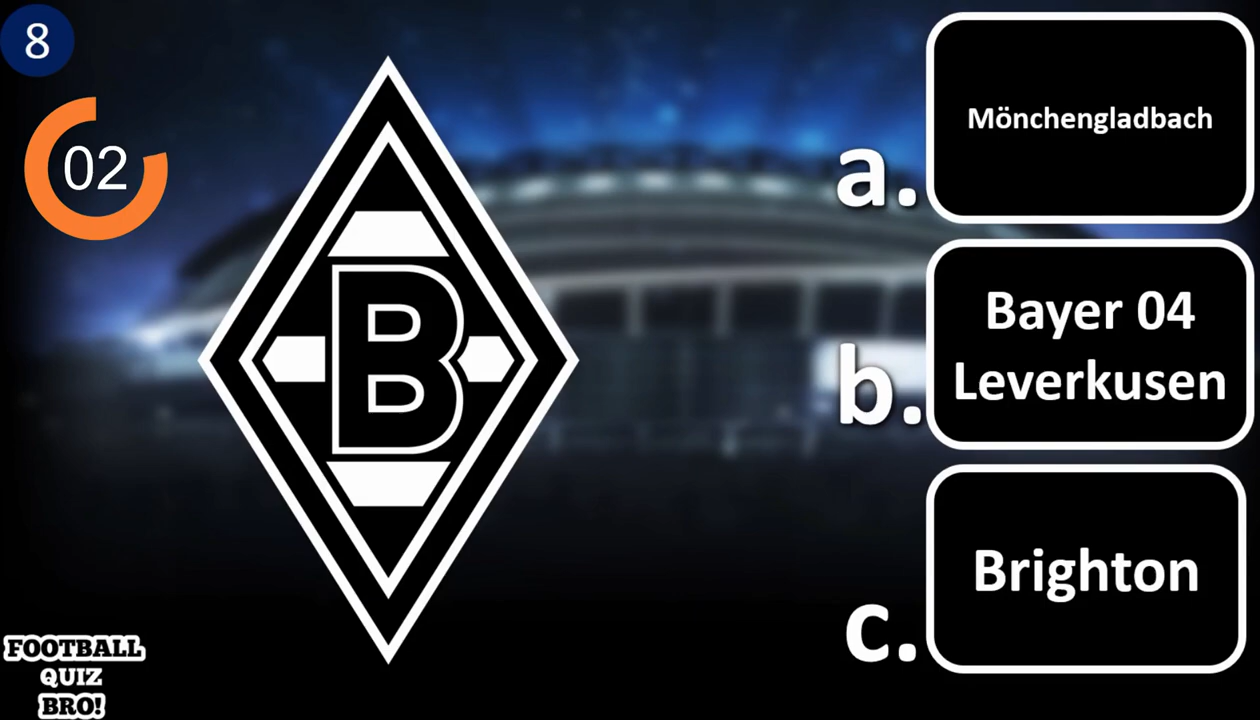 8
02
B
a.
Mönchengladbach
b.
Bayer 04
Leverkusen
c.
Brighton
FOOTBALL
QUIZ
BRO!